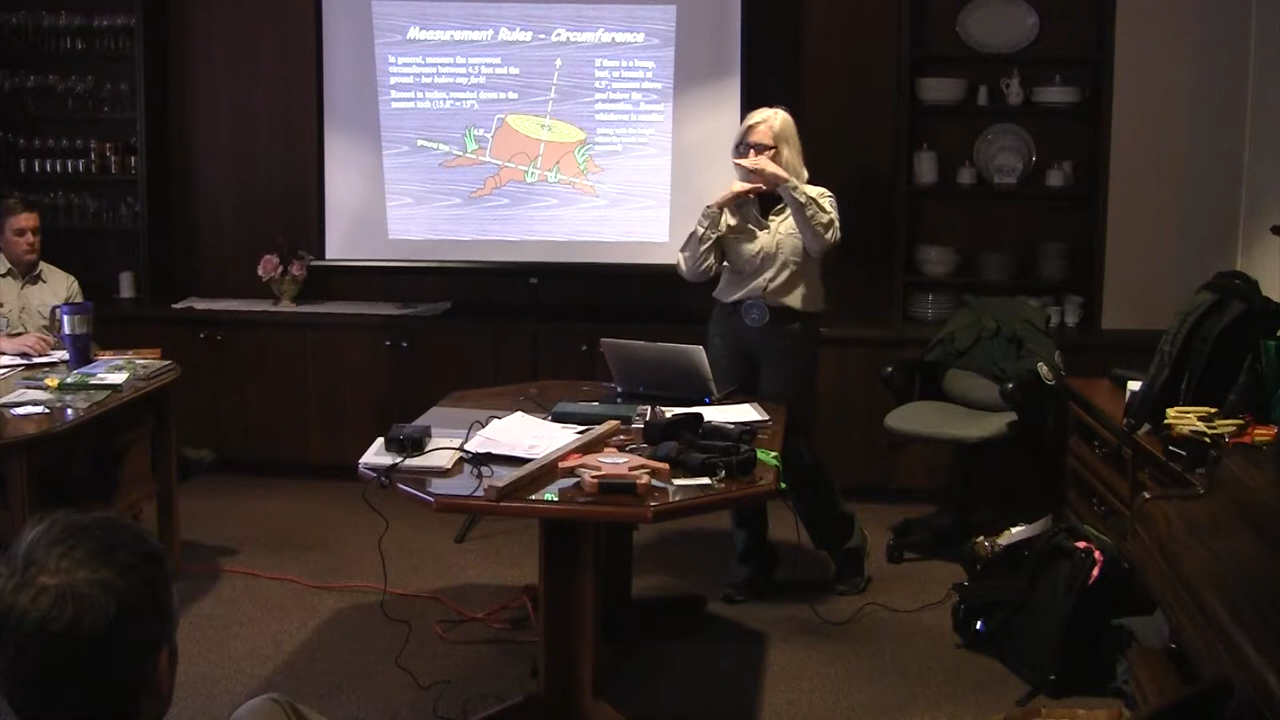 Measurement Rules - Circumference
In general, measure the narrowest
circumference between 4.5 feet and the
ground - but below any fork!
Record in inches, rounded down to the
nearest inch (15.8" = 15").
If there is a bump,
burl, or branch at
4.5', measure above
and below the
obstruction. Record
whichever is smaller
4.5'